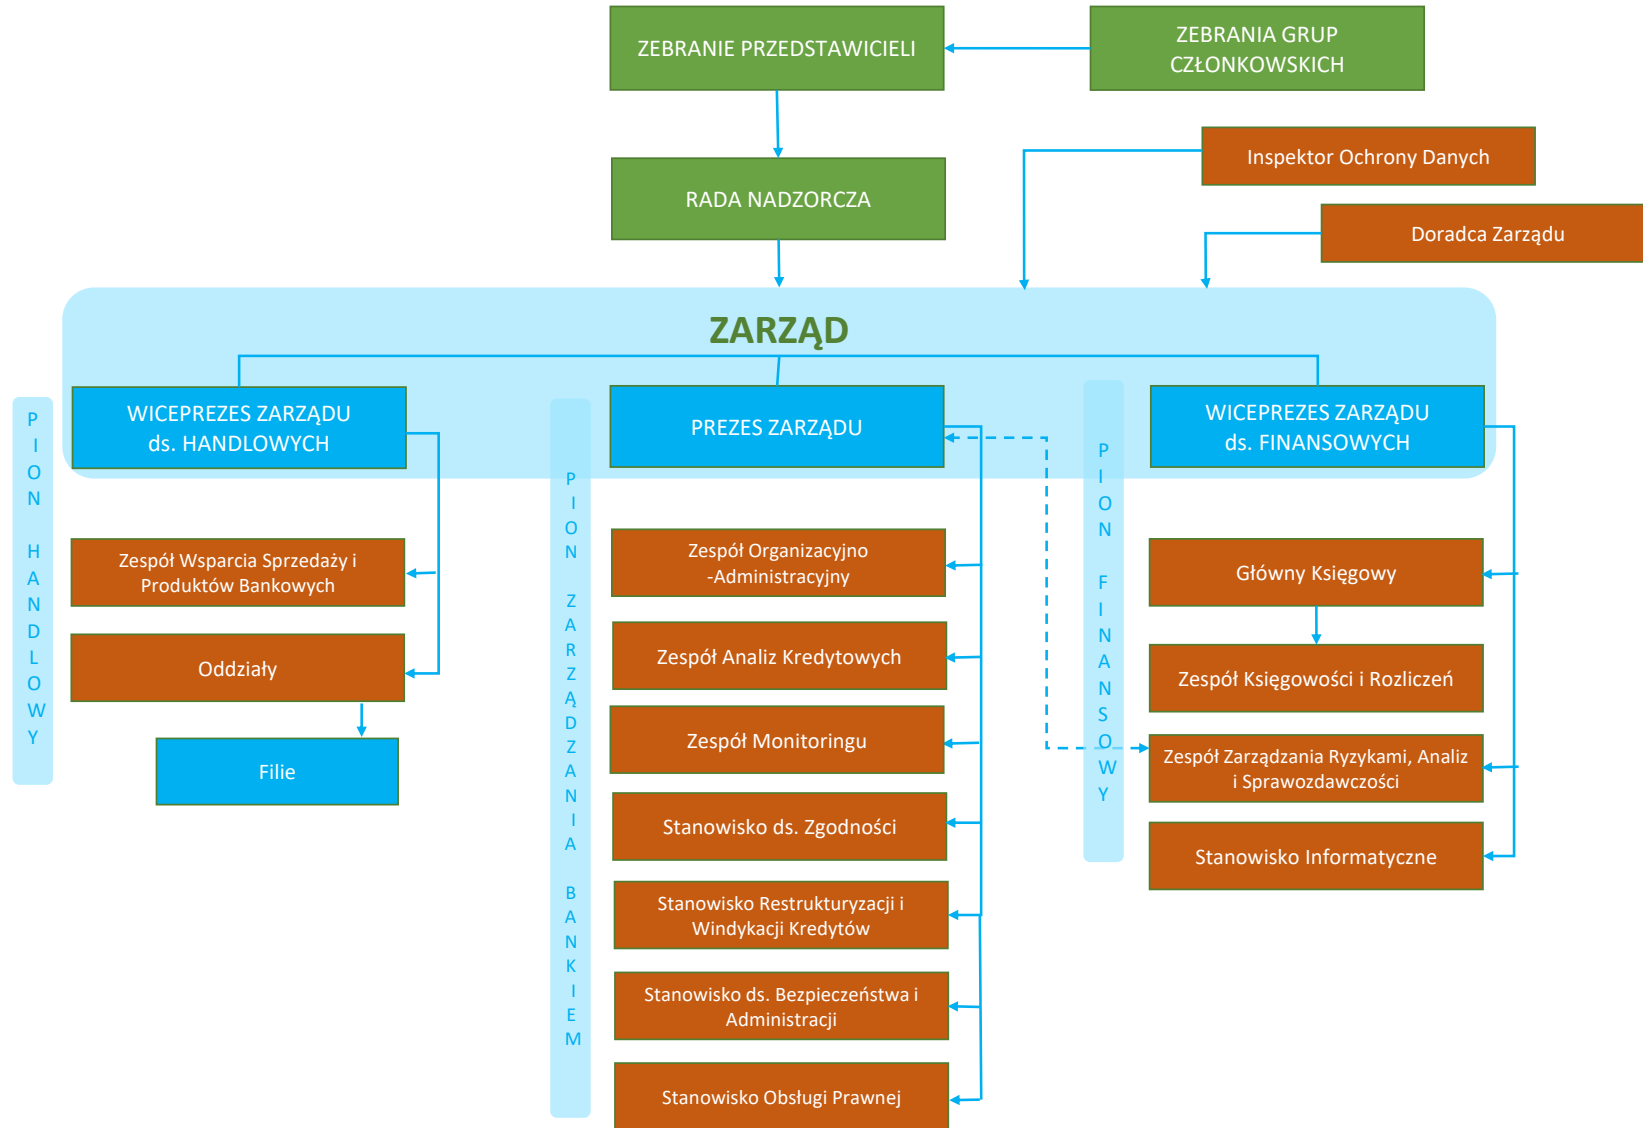 ZEBRANIE PRZEDSTAWICIELI
ZEBRANIA GRUP
CZŁONKOWSKICH
Inspektor Ochrony Danych
RADA NADZORCZA
Doradca Zarządu
ZARZĄD
PION HANDLOWY
WICEPREZES ZARZĄDU
ds. HANDLOWYCH
Zespół Wsparcia Sprzedaży i
Produktów Bankowych
Oddziały
Filie
PION ZARZĄDZANIA BANKIEM
PREZES ZARZĄDU
Zespół Organizacyjno
-Administracyjny
Zespół Analiz Kredytowych
Zespół Monitoringu
Stanowisko ds. Zgodności
Stanowisko Restrukturyzacji i
Windykacji Kredytów
Stanowisko ds. Bezpieczeństwa i
Administracji
Stanowisko Obsługi Prawnej
PION FINANSOWY
WICEPREZES ZARZĄDU
ds. FINANSOWYCH
Główny Księgowy
Zespół Księgowości i Rozliczeń
Zespół Zarządzania Ryzykami, Analiz
i Sprawozdawczości
Stanowisko Informatyczne